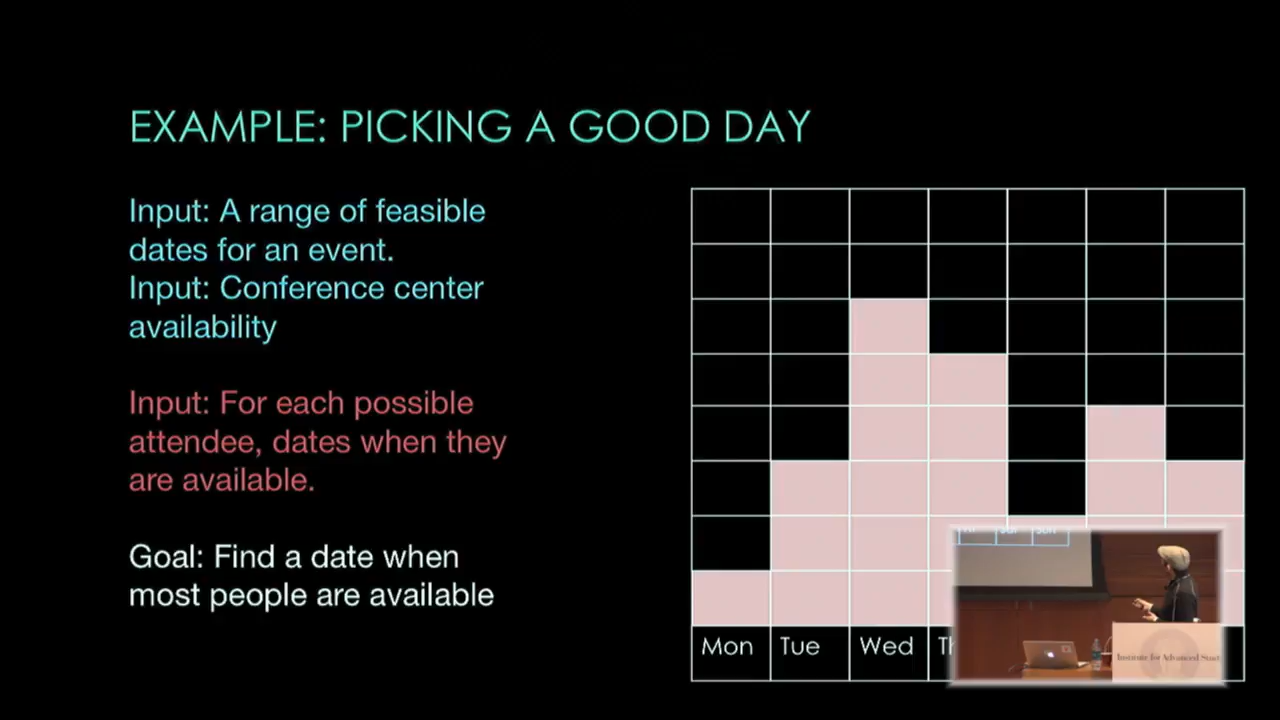 EXAMPLE: PICKING A GOOD DAY
Input: A range of feasible
dates for an event.
Input: Conference center
availability
Input: For each possible
attendee, dates when they
are available.
Goal: Find a date when
most people are available
Mon Tue Wed
Sat Sun
Institute for Advanced